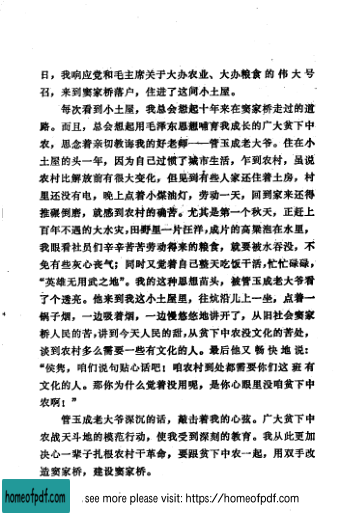 日，我响应党和毛主席关于大办农业、大办粮食的伟大号
召，来到窦家桥落户，住进了这间小土屋。
每次看到小土屋，我总会想起十年来在窦家桥走过的道
路。而且，总会想起用毛泽东思想哺育我成长的广大贫下中
农，思念着亲切教诲我的好老师——管玉成老大爷。住在小
土屋的头一年，因为自己过惯了城市生活，乍到农村，虽说
农村比解放前有很大变化，但见到有些人家还住着土房，村
里还没有电，晚上点着小煤油灯，劳动一天，回到家来还得
推碾倒磨，就感到农村的确苦。尤其是第一个秋天，正赶上
百年不遇的大水灾，田野里一片汪洋，成片的高粱泡在水里，
我眼看社员们辛辛苦苦劳动得来的粮食，就要被水吞没，不
免有些灰心丧气；同时又觉着自己整天吃饭干活，忙忙碌碌，
“英雄无用武之地”。我的这种思想苗头，被管玉成老大爷看
了个透亮。他来到我这小土屋里，往炕沿儿上一坐，点着一
锅子烟，一边吸着烟，一边慢悠悠地讲开了，从旧社会窦家
桥人民的苦，讲到今天人民的甜，从贫下中农没文化的苦处，
谈到农村多么需要一些有文化的人。最后他又畅快地说：
“侯隽，咱们说句贴心话吧！咱农村到处都需要你们这班有
文化的人。那你为什么觉着没用呢，是你心眼里没咱贫下中
农啊！”
管玉成老大爷深沉的话，敲击着我的心弦。广大贫下中
农战天斗地的模范行动，使我受到深刻的教育。我从此更加
决心一辈子扎根农村干革命，要跟贫下中农一起，用双手改
造窦家桥，建设窦家桥。
homeofpdf.com
see more please visit: https://homeofpdf.com